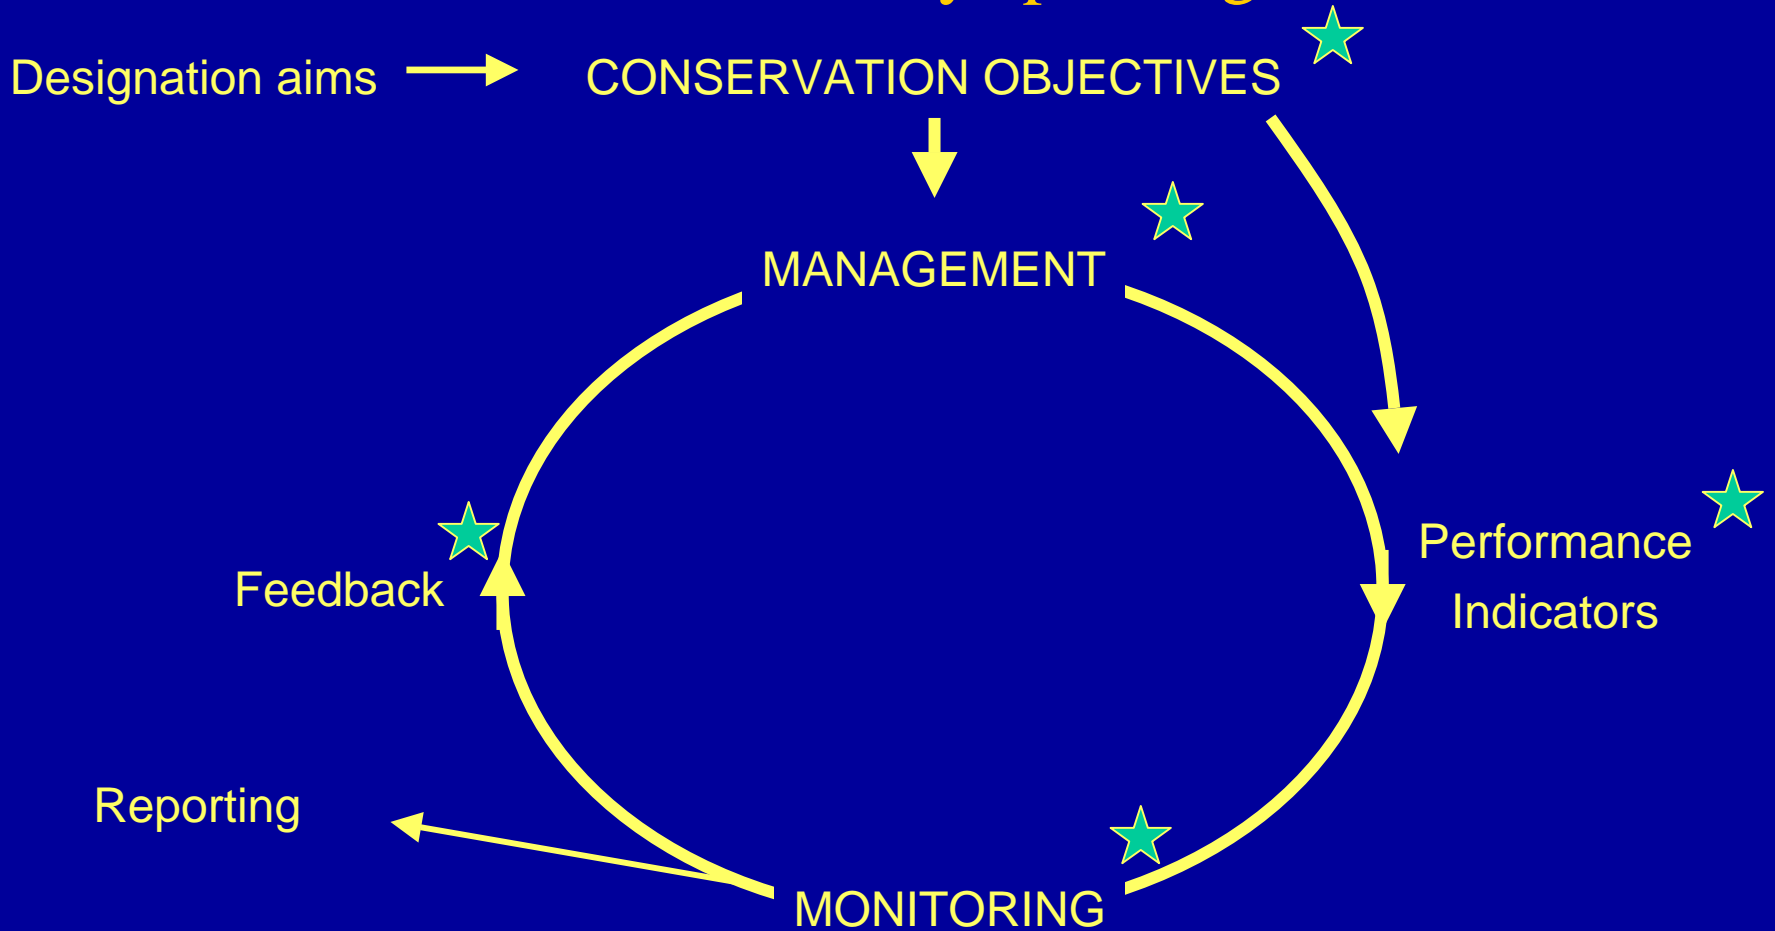 Designation aims
CONSERVATION OBJECTIVES
MANAGEMENT
Performance
Indicators
Feedback
Reporting
MONITORING